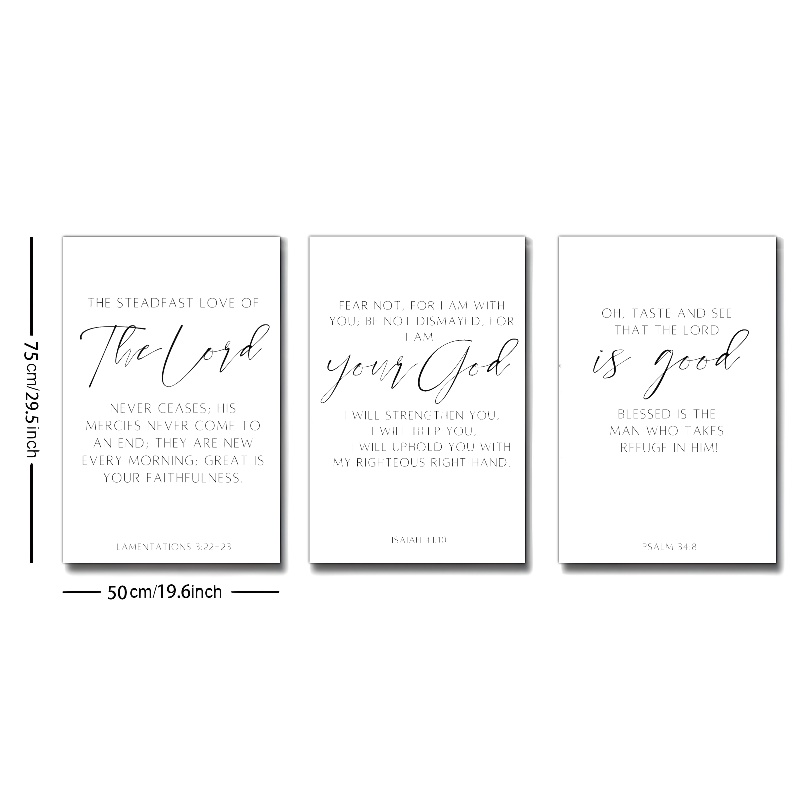 THE STEADFAST LOVE OF
The Lord
NEVER CEASES; HIS
MERCIES NEVER COME TO
AN END; THEY ARE NEW
EVERY MORNING; GREAT IS
YOUR FAITHFULNESS.
LAMENTATIONS 3:22-23
FEAR NOT, FOR I AM WITH
YOU; BE NOT DISMAYED, FOR
I AM
your God
I WILL STRENGTHEN YOU,
I WILL HELP YOU,
WILL UPHOLD YOU WITH
MY RIGHTEOUS RIGHT HAND.
ISAIAH
OH, TASTE AND SEE
THAT THE LORD
is good
BLESSED IS THE
MAN WHO TAKES
REFUGE IN HIM!
PSALM 34:8
75cm/29.5inch
50cm/19.6inch